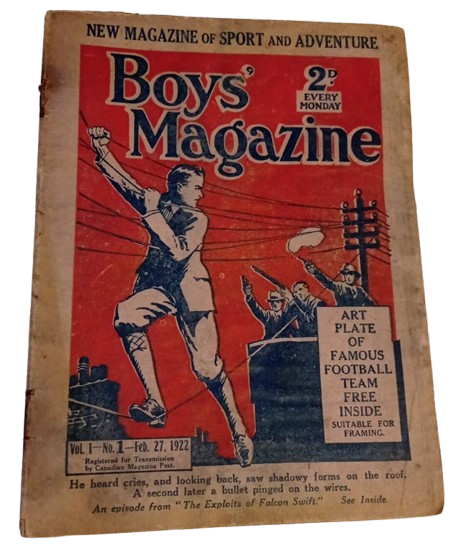 NEW MAGAZINE OF SPORT AND ADVENTURE
Boys'
Magazine
2D.
EVERY
MONDAY
ART
PLATE
OF
FAMOUS
FOOTBALL
TEAM
FREE
INSIDE
SUITABLE FOR
FRAMING.
Vol. 1—No. 1—Feb. 27, 1922
Registered for Transmission
by Canadian Magazine Post.
He heard cries, and looking back, saw shadowy forms on the roof,
A second later a bullet pinged on the wires.
An episode from "The Exploits of Falcon Swift." See Inside.